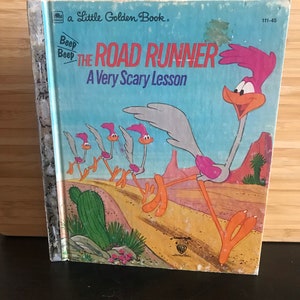 a Little Golden Book®
111-45
Beep
Beep
THE ROAD RUNNER
A Very Scary Lesson